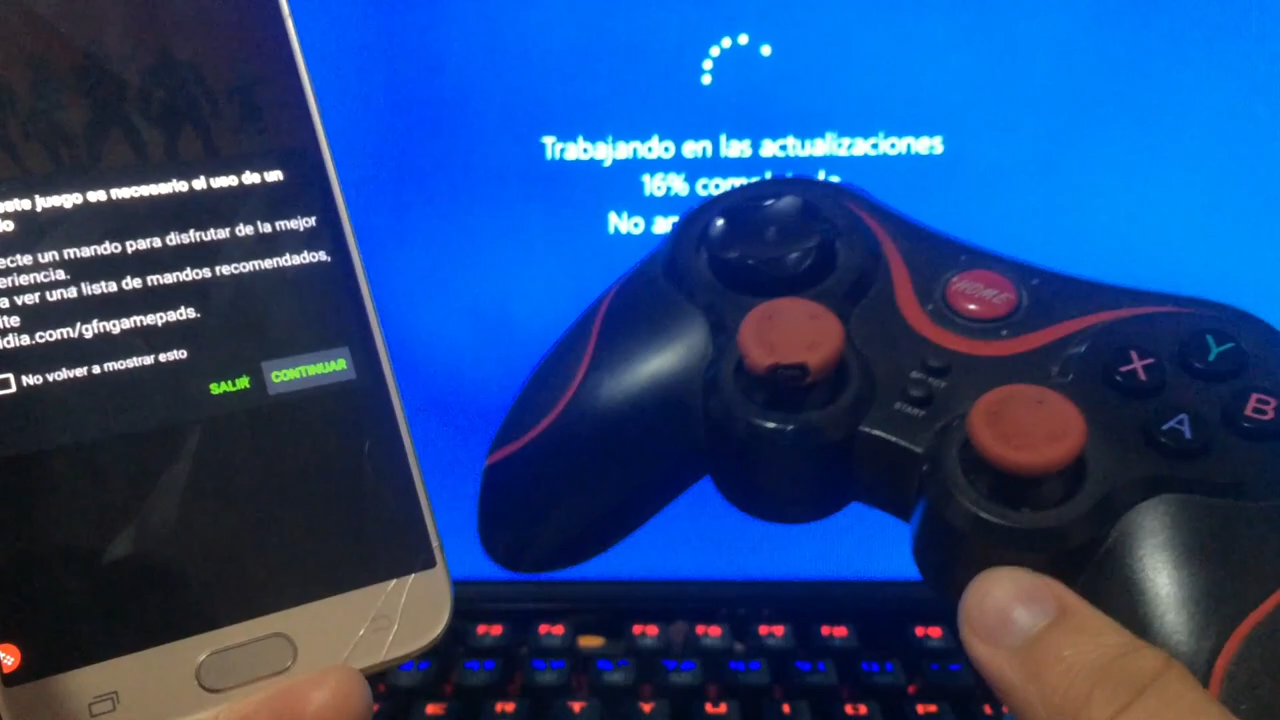 este juego es necesario el uso de un
do
ecte un mando para disfrutar de la mejor
eriencia.
a ver una lista de mandos recomendados,
ite
idia.com/gfngamepads.
No volver a mostrar esto
SALIR
CONTINUAR
Trabajando en las actualizaciones
16%
No
HOME
START
X
Y
A
B
E
R
T
Y
U
I
O
P